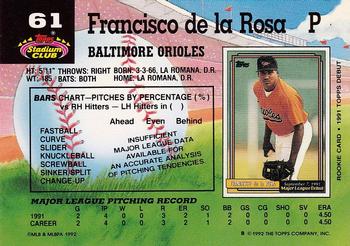 61
Topps
Stadium
CLUB
Francisco de la Rosa P
BALTIMORE ORIOLES
HT: 5'11" THROWS: RIGHT BORN: 3-3-66, LA ROMANA, D.R.
WT: 185 BATS: BOTH HOME: LA ROMANA, D.R.
BARS CHART—PITCHES BY PERCENTAGE (%)
vs RH Hitters — LH Hitters in ( )
Ahead Even Behind
FASTBALL
CURVE
SLIDER
KNUCKLEBALL
SCREWBALL
SINKER/SPLIT
CHANGE
INSUFFICIENT
MAJOR LEAGUE DATA
AVAILABLE FOR
AN ACCURATE ANALYSIS
OF PITCHING TENDENCIES.
Topps
Orioles
FRANCISCO de la ROSA
September 7, 1991
Major League Debut
ROOKIE CARD • 1991 TOPPS DEBUT
MAJOR LEAGUE PITCHING RECORD
G IP W L R ER SO BB GS CG SHO SV ERA
1991 2 4 0 0 3 2 1 2 0 0 0 0 4.50
CAREER 2 4 0 0 3 2 1 2 0 0 0 0 4.50
©MLB & MLBPA 1992
B © 1992 THE TOPPS COMPANY, INC.